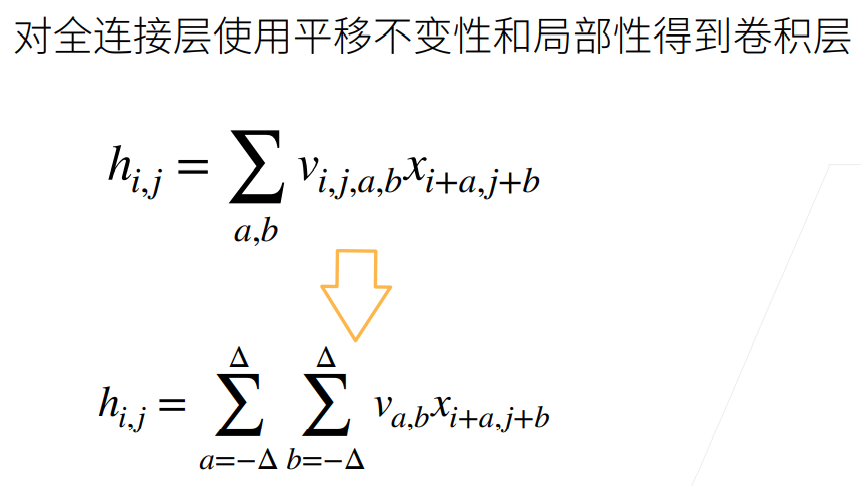 对全连接层使用平移不变性和局部性得到卷积层
h_{i,j} = \sum_{a,b} v_{i,j,a,b} x_{i+a,j+b}
h_{i,j} = \sum_{a=-\Delta}^{\Delta} \sum_{b=-\Delta}^{\Delta} v_{a,b} x_{i+a,j+b}